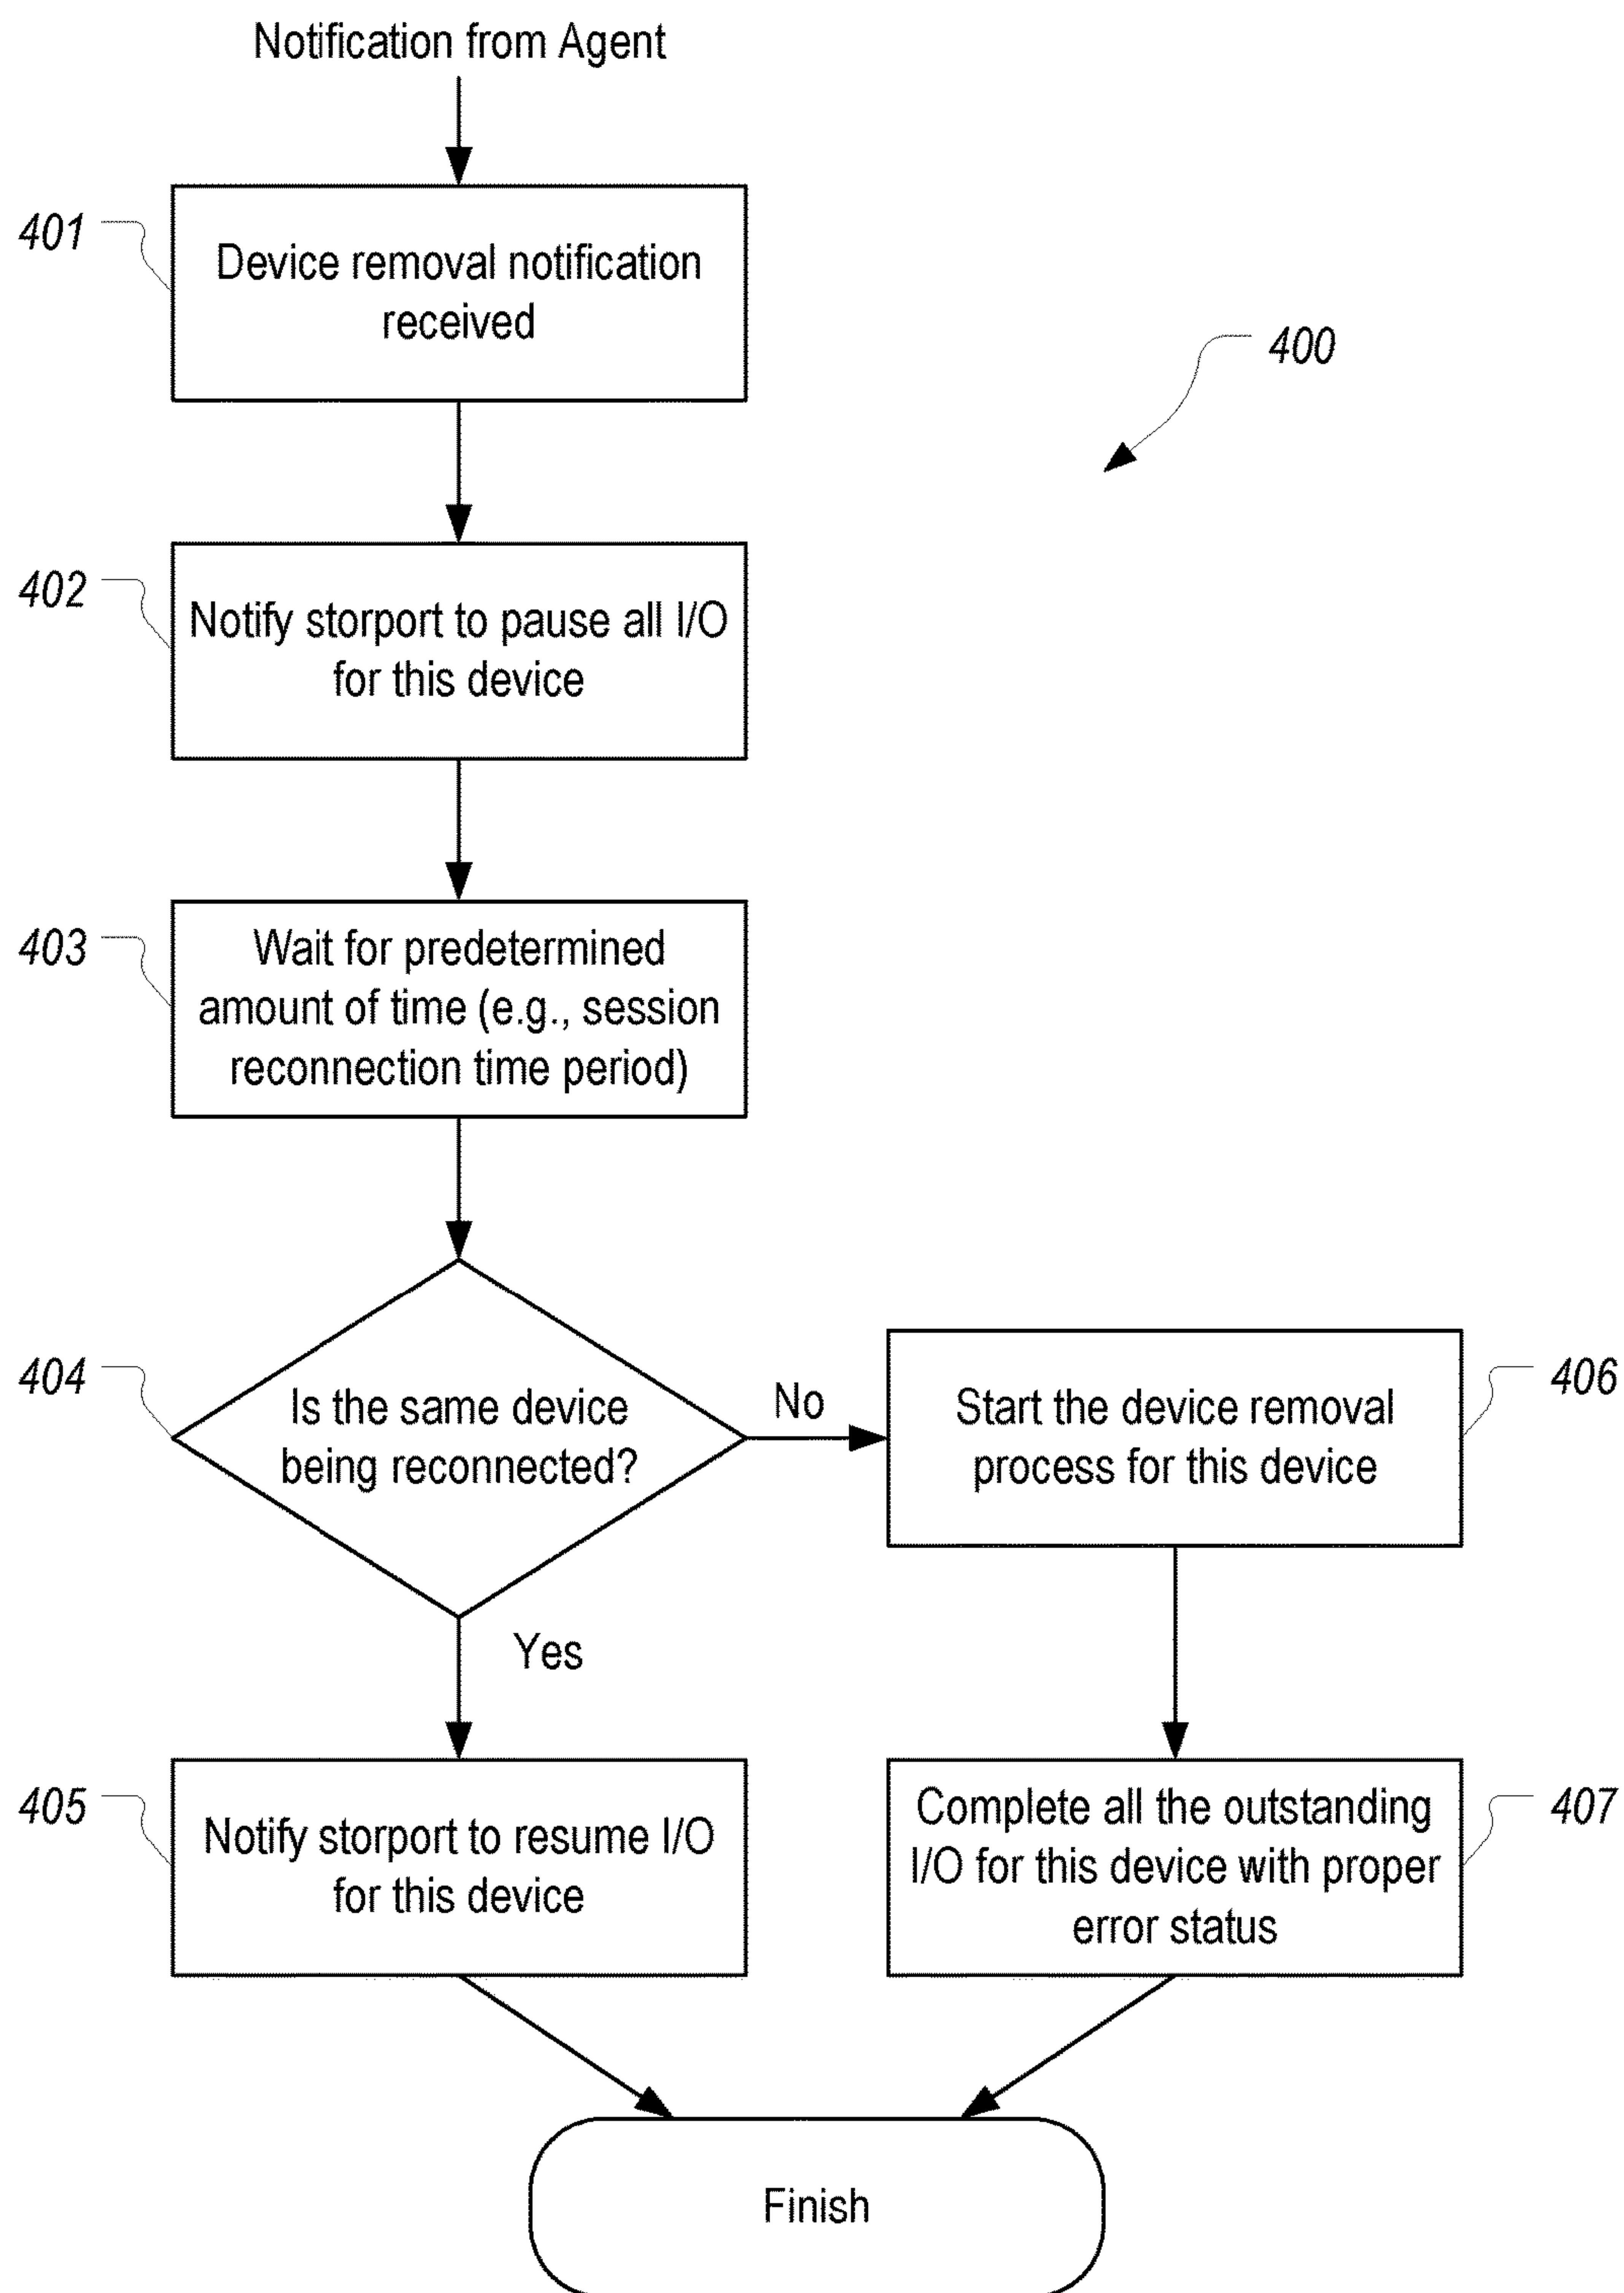 Notification from Agent
401
Device removal notification
received
400
402
Notify storport to pause all I/O
for this device
403
Wait for predetermined
amount of time (e.g., session
reconnection time period)
404
Is the same device
being reconnected?
No
Start the device removal
process for this device
406
Yes
405
Notify storport to resume I/O
for this device
Complete all the outstanding
I/O for this device with proper
error status
407
Finish